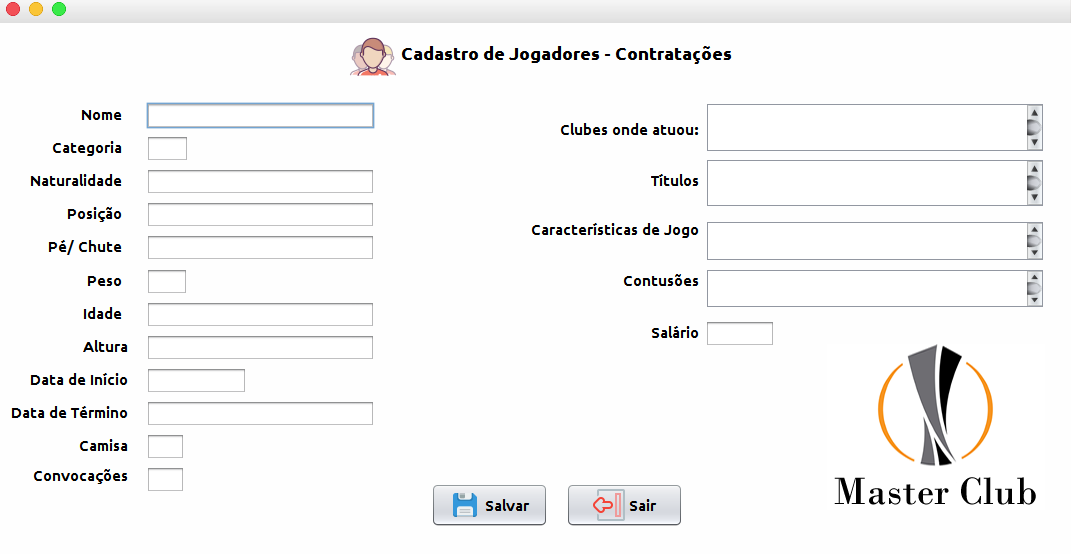 Cadastro de Jogadores - Contratações
Nome
Categoria
Naturalidade
Posição
Pé/ Chute
Peso
Idade
Altura
Data de Início
Data de Término
Camisa
Convocações
Clubes onde atuou:
Títulos
Características de Jogo
Contusões
Salário
Master Club
Salvar
Sair